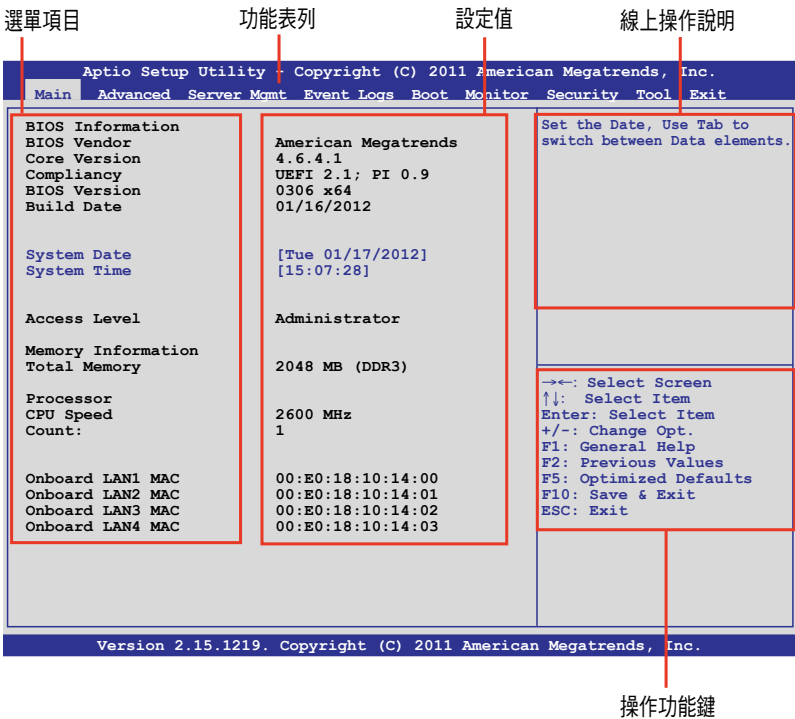 選單項目 功能表列 設定值 線上操作說明
Aptio Setup Utility - Copyright (C) 2011 American Megatrends, Inc.
Main Advanced Server Mgmt Event Logs Boot Monitor Security Tool Exit
BIOS Information
BIOS Vendor American Megatrends
Core Version 4.6.4.1
Compliancy UEFI 2.1; PI 0.9
BIOS Version 0306 x64
Build Date 01/16/2012
System Date [Tue 01/17/2012]
System Time [15:07:28]
Access Level Administrator
Memory Information
Total Memory 2048 MB (DDR3)
Processor
CPU Speed 2600 MHz
Count: 1
Onboard LAN1 MAC 00:E0:18:10:14:00
Onboard LAN2 MAC 00:E0:18:10:14:01
Onboard LAN3 MAC 00:E0:18:10:14:02
Onboard LAN4 MAC 00:E0:18:10:14:03
Set the Date, Use Tab to
switch between Data elements.
→←: Select Screen
↑↓: Select Item
Enter: Select Item
+/-: Change Opt.
F1: General Help
F2: Previous Values
F5: Optimized Defaults
F10: Save & Exit
ESC: Exit
Version 2.15.1219. Copyright (C) 2011 American Megatrends, Inc.
操作功能鍵